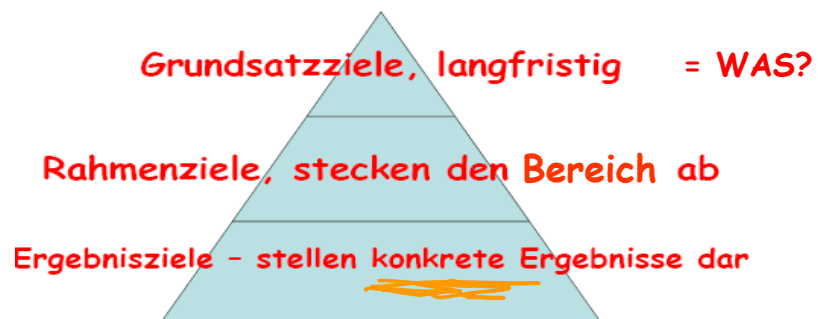 Grundsatzziele, langfristig = WAS?
Rahmenziele, stecken den Bereich ab
Ergebnisziele – stellen konkrete Ergebnisse dar